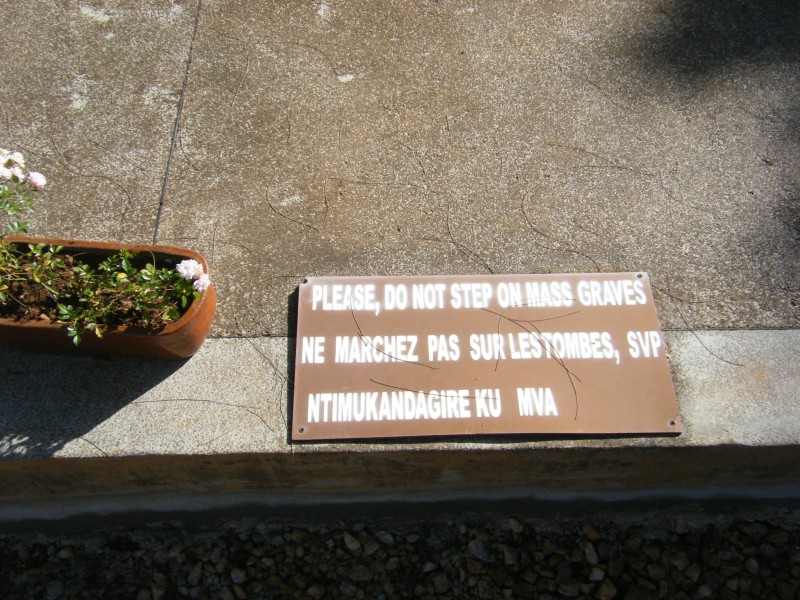 PLEASE, DO NOT STEP ON MASS GRAVES
NE MARCHEZ PAS SUR LESTOMBES, SVP
NTIMUKANDAGIRE KU MVA